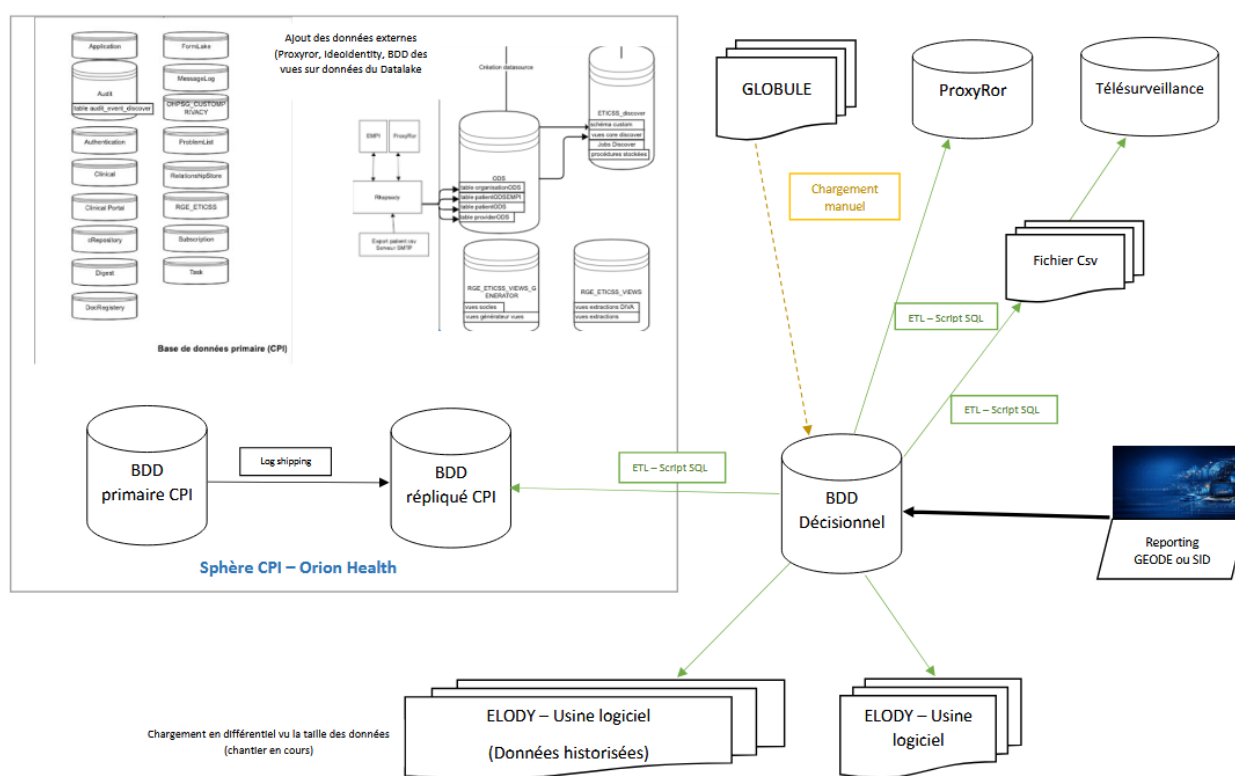 Application
Audit
table audit_event_discover
Authentication
Clinical
Clinical Portal
cRepository
Digest
DocRegistery
FormLake
MessageLog
OHPSG_CUSTOMP
RIVACY
ProblemList
RelationshipStore
RGE_ETICSS
Subscription
Task
Base de données primaire (CPI)
Ajout des données externes
(Proxyror, IdeoIdentity, BDD des
vues sur données du Datalake
Création datasource
EMPI
ProxyRor
Rhapsody
Export patient csv
Serveur SMTP
ODS
table organisationODS
table patientODSEMPI
table patientODS
table providerODS
ETICSS_discover
schéma custom
vues core discover
Jobs Discover
procédures stockées
RGE_ETICSS_VIEWS_G
ENERATOR
vues socles
vues générateur vues
RGE_ETICSS_VIEWS
vues extractions DIVA
vues extractions
BDD
primaire CPI
Log shipping
BDD
répliqué CPI
Sphère CPI – Orion Health
GLOBULE
ProxyRor
Télésurveillance
Chargement
manuel
Fichier Csv
ETL – Script SQL
ETL – Script SQL
ETL – Script SQL
BDD
Décisionnel
Reporting
GEODE ou SID
Chargement en différentiel vu la taille des données
(chantier en cours)
ELODY – Usine logiciel
(Données historisées)
ELODY – Usine
logiciel